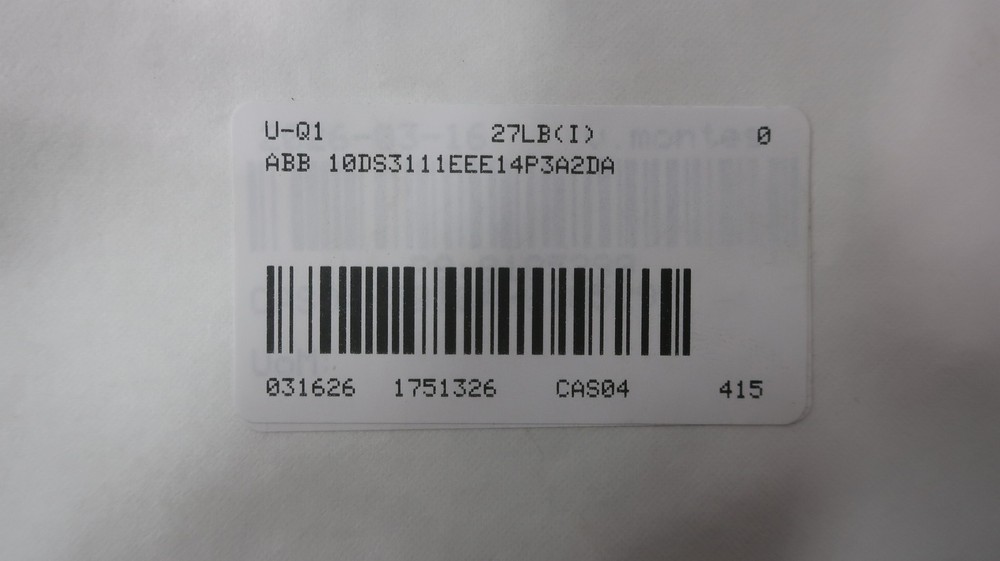 U-Q1 27LB(I) 0
ABB 10DS3111EEE14P3A2DA
031626 1751326 CAS04 415